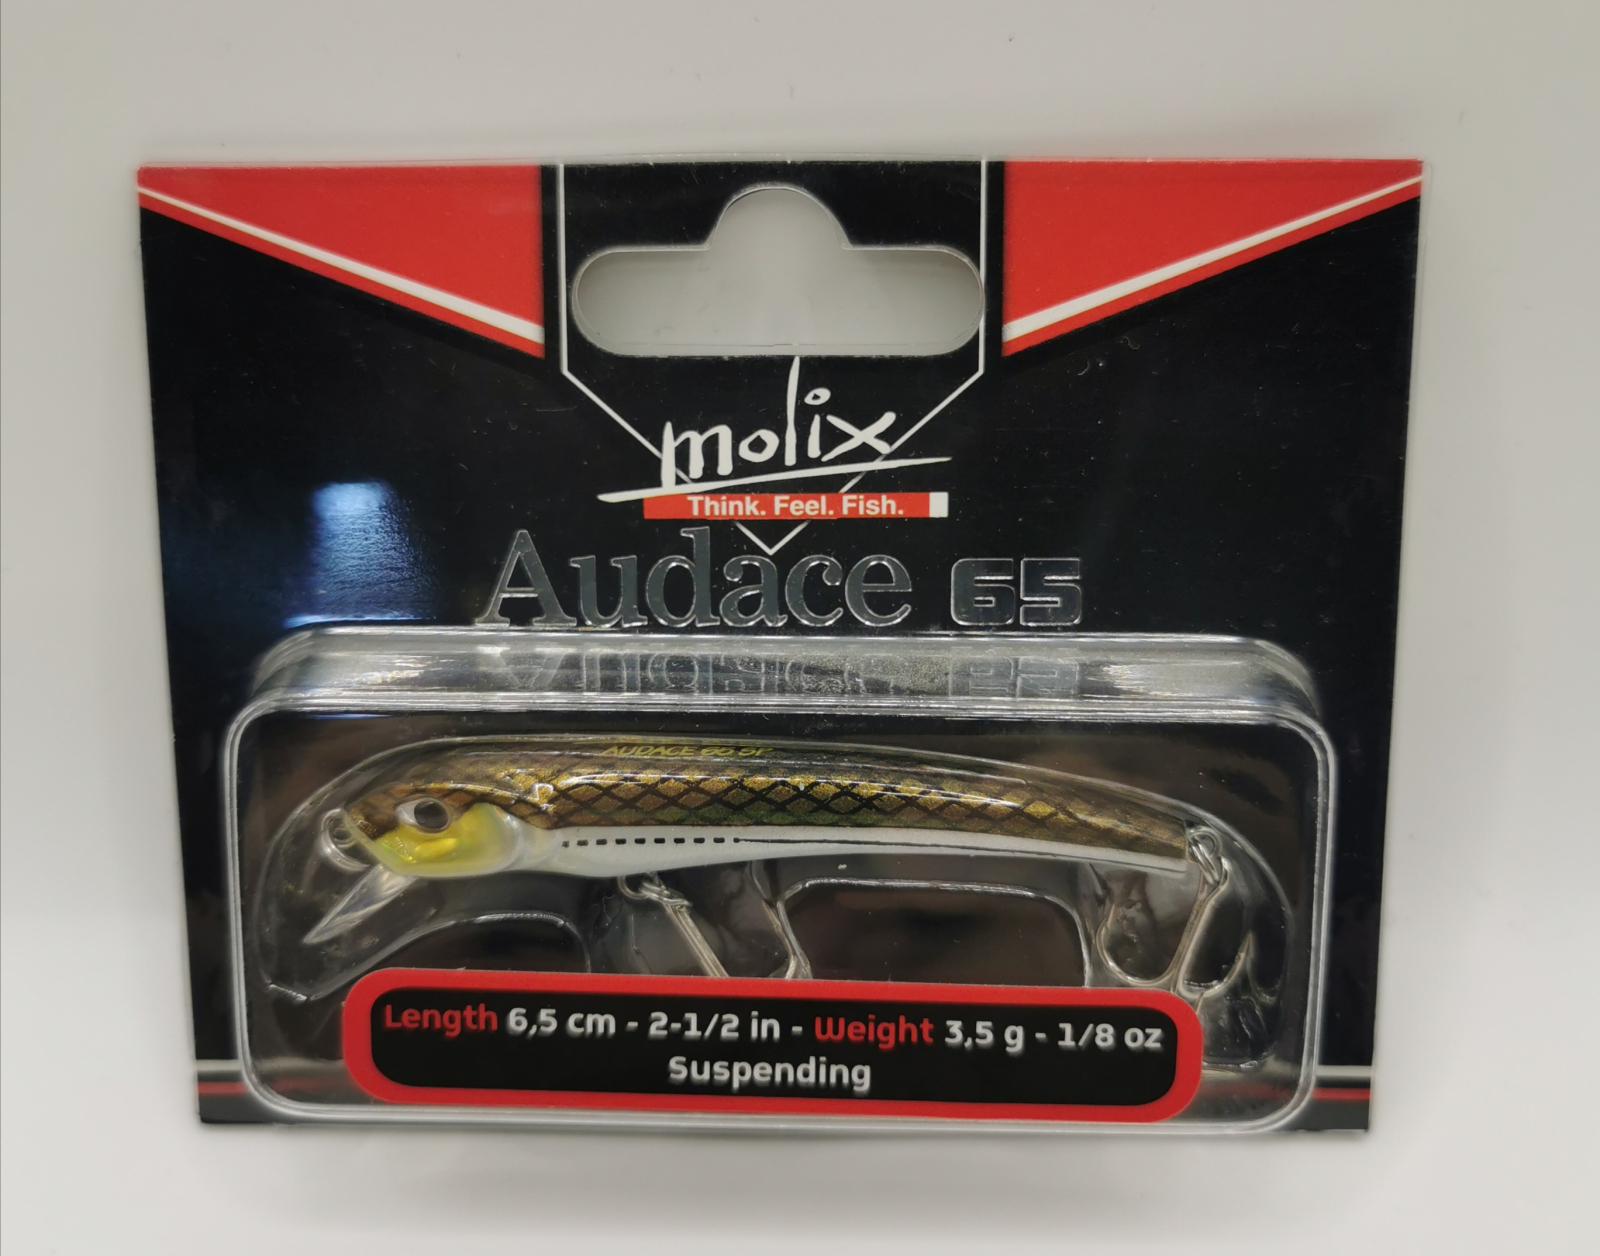 molix
Think. Feel. Fish.
Audace 65
AUDACE 65 SP
Length 6,5 cm - 2-1/2 in - Weight 3,5 g - 1/8 oz
Suspending